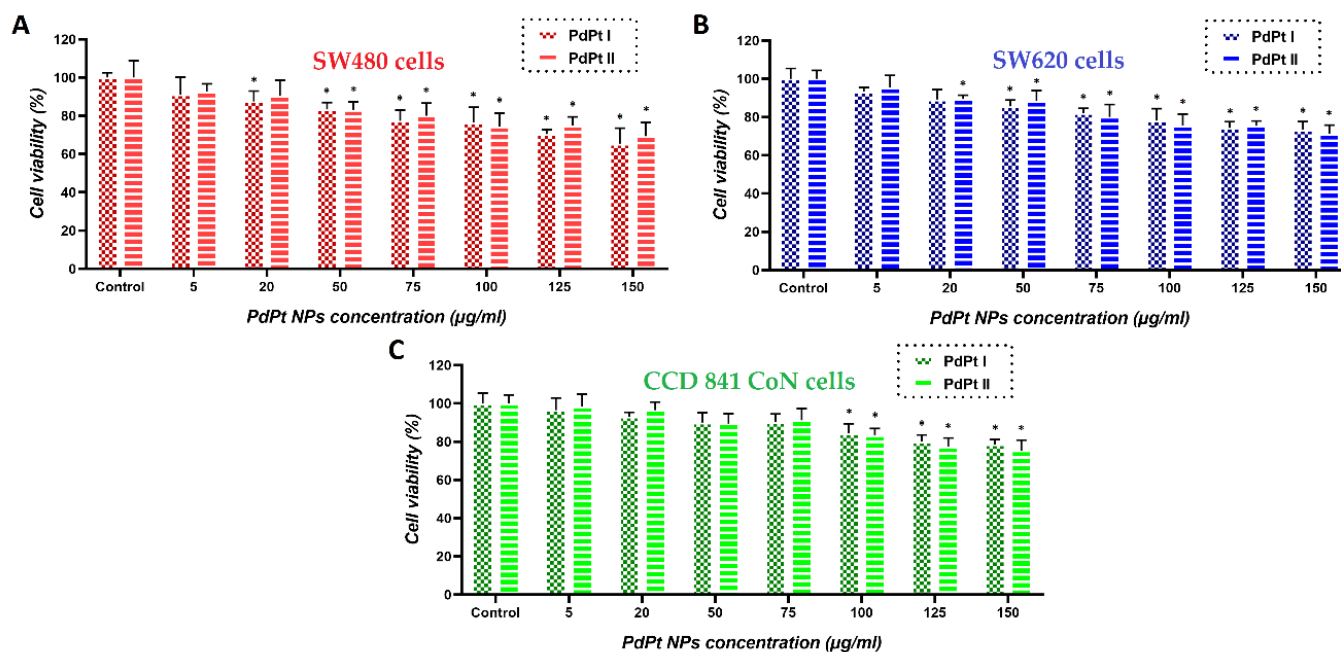 A
SW480 cells
PdPt I
PdPt II
Cell viability (%)
120
100
80
60
40
20
0
* * * * * * * * * * *
Control 5 20 50 75 100 125 150
PdPt NPs concentration (µg/ml)
B
SW620 cells
PdPt I
PdPt II
Cell viability (%)
120
100
80
60
40
20
0
* * * * * * * * * * *
Control 5 20 50 75 100 125 150
PdPt NPs concentration (µg/ml)
C
CCD 841 CoN cells
PdPt I
PdPt II
Cell viability (%)
120
100
80
60
40
20
0
* * * * * *
Control 5 20 50 75 100 125 150
PdPt NPs concentration (µg/ml)